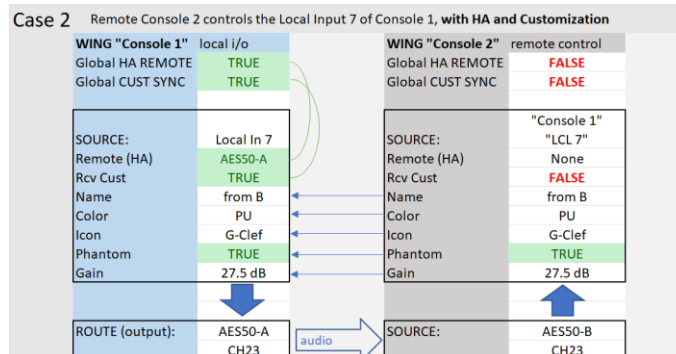 Case 2 Remote Console 2 controls the Local Input 7 of Console 1, with HA and Customization
WING "Console 1" local i/o WING "Console 2" remote control
Global HA REMOTE TRUE Global HA REMOTE FALSE
Global CUST SYNC TRUE Global CUST SYNC FALSE
"Console 1"
SOURCE: Local In 7 SOURCE: "LCL 7"
Remote (HA) AES50-A Remote (HA) None
Rcv Cust TRUE Rcv Cust FALSE
Name from B Name from B
Color PU Color PU
Icon G-Clef Icon G-Clef
Phantom TRUE Phantom TRUE
Gain 27.5 dB Gain 27.5 dB
ROUTE (output): AES50-A audio SOURCE: AES50-B
CH23 CH23